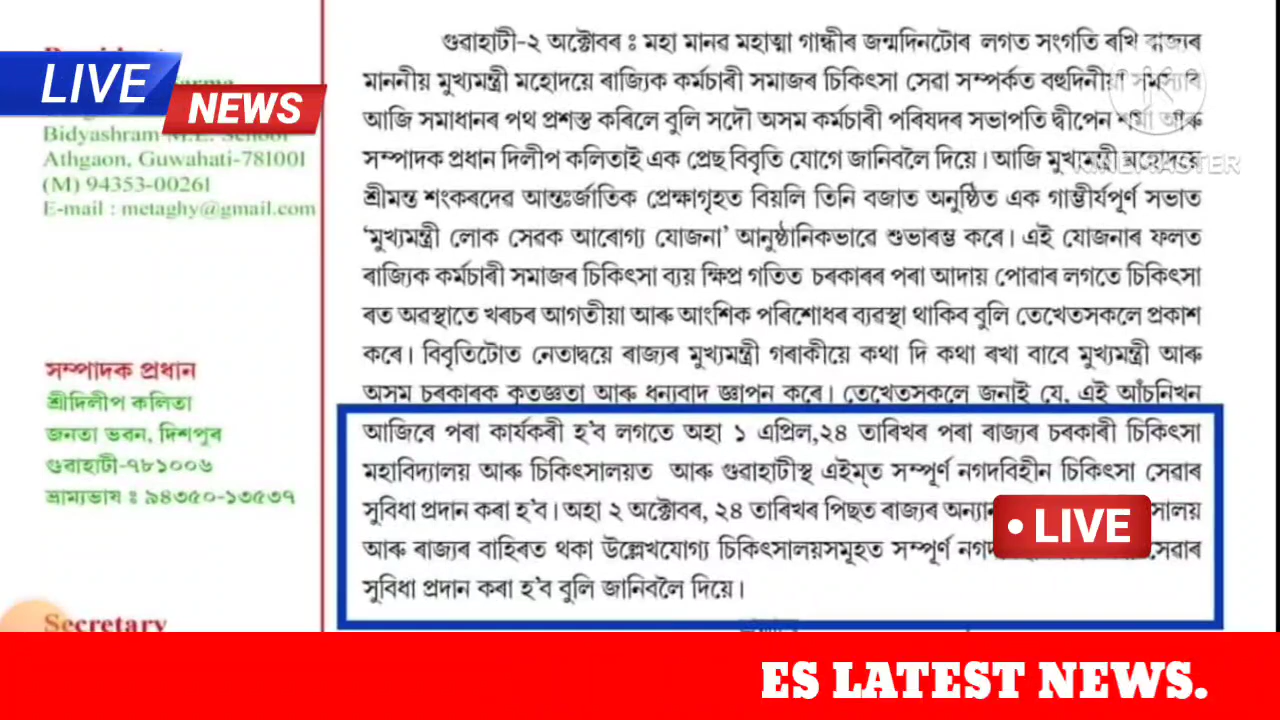 LIVE
NEWS
Bidyashram M.E. School
Athgaon, Guwahati-781001
(M) 94353-00261
E-mail : metaghy@gmail.com
সম্পাদক প্ৰধান
শ্ৰীদিলীপ কলিতা
জনতা ভৱন, দিশপুৰ
গুৱাহাটী-৭৮১০০৬
ভ্ৰাম্যভাষ : ৯৪৩৫০-১৩৫৩৭
Secretary
গুৱাহাটী-২ অক্টোবৰ : মহা মানৱ মহাত্মা গান্ধীৰ জন্মদিনটোৰ লগত সংগতি ৰাখি ৰাজ্যৰ
মাননীয় মুখ্যমন্ত্ৰী মহোদয়ে ৰাজ্যিক কৰ্মচাৰী সমাজৰ চিকিৎসা সেৱা সম্পৰ্কত বহুদিনীয়া সমস্যাৰ
আজি সমাধানৰ পথ প্ৰশস্ত কৰিলে বুলি সদৌ অসম কৰ্মচাৰী পৰিষদৰ সভাপতি দ্বীপেন শৰ্মা আৰু
সম্পাদক প্ৰধান দিলীপ কলিতাই এক প্ৰেছ বিবৃতি যোগে জানিবলৈ দিয়ে। আজি মুখ্যমন্ত্ৰী মহোদয়ে
শ্ৰীমন্ত শংকৰদেৱ আন্তঃৰ্জাতিক প্ৰেক্ষাগৃহত বিয়লি তিনি বজাত অনুষ্ঠিত এক গাম্ভীৰ্যপূৰ্ণ সভাত
‘মুখ্যমন্ত্ৰী লোক সেৱক আৰোগ্য যোজনা’ আনুষ্ঠানিকভাৱে শুভাৰম্ভ কৰে। এই যোজনাৰ ফলত
ৰাজ্যিক কৰ্মচাৰী সমাজৰ চিকিৎসা ব্যয় ক্ষিপ্ৰ গতিত চৰকাৰৰ পৰা আদায় পোৱাৰ লগতে চিকিৎসা
ৰত অৱস্থাতে খৰচৰ আগতীয়া আৰু আংশিক পৰিশোধৰ ব্যৱস্থা থাকিব বুলি তেখেতসকলে প্ৰকাশ
কৰে। বিবৃতিটোত নেতাদ্বয়ে ৰাজ্যৰ মুখ্যমন্ত্ৰী গৰাকীয়ে কথা দি কথা ৰখা বাবে মুখ্যমন্ত্ৰী আৰু
অসম চৰকাৰক কৃতজ্ঞতা আৰু ধন্যবাদ জ্ঞাপন কৰে। তেখেতসকলে জনাই যে, এই আঁচনিখন
আজিৰে পৰা কাৰ্যকৰী হ’ব লগতে অহা ১ এপ্ৰিল,২৪ তাৰিখৰ পৰা ৰাজ্যৰ চৰকাৰী চিকিৎসা
মহাবিদ্যালয় আৰু চিকিৎসালয়ত আৰু গুৱাহাটীস্থ এইম্‌ত সম্পূৰ্ণ নগদবিহীন চিকিৎসা সেৱাৰ
সুবিধা প্ৰদান কৰা হ’ব। অহা ২ অক্টোবৰ, ২৪ তাৰিখৰ পিছত ৰাজ্যৰ
আৰু ৰাজ্যৰ বাহিৰত থকা উল্লেখযোগ্য চিকিৎসালয়সমূহত সম্পূৰ্ণ সেৱাৰ
সুবিধা প্ৰদান কৰা হ’ব বুলি জানিবলৈ দিয়ে।
KINEMASTER
• LIVE
ES LATEST NEWS.